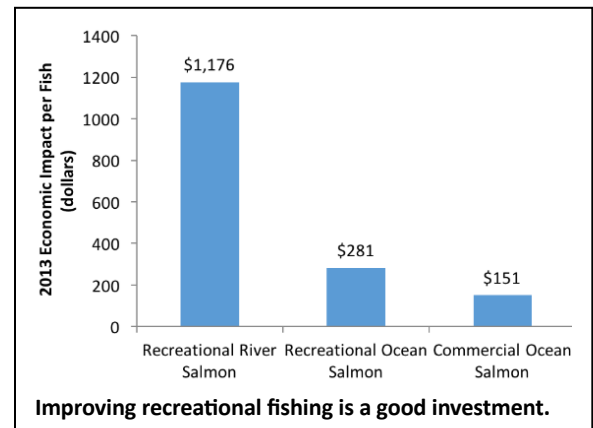 2013 Economic Impact per Fish
(dollars)
1400
1200
1000
800
600
400
200
0
$1,176
$281
$151
Recreational River
Salmon
Recreational Ocean
Salmon
Commercial Ocean
Salmon
Improving recreational fishing is a good investment.